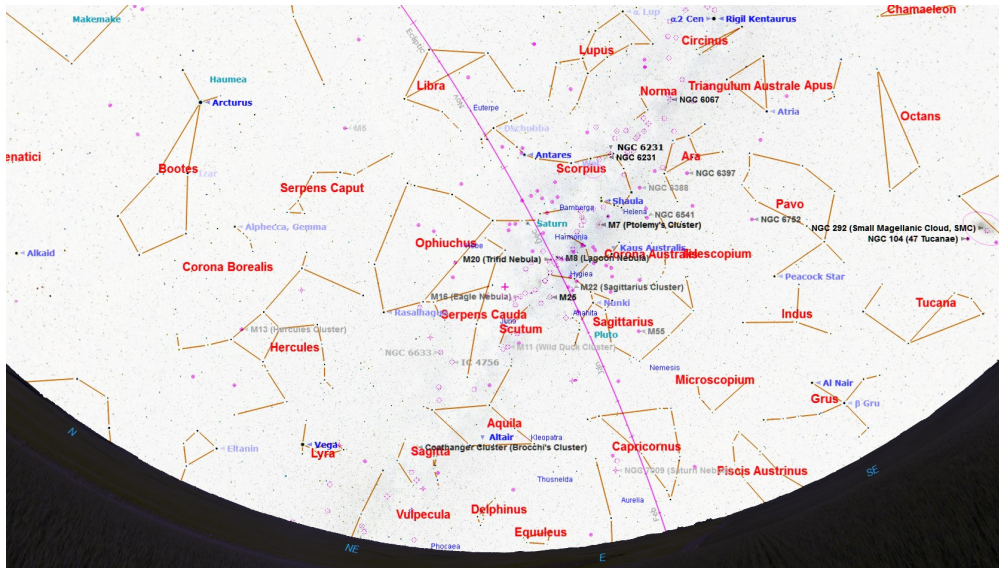 Makemake
α Lup
α2 Cen
Rigil Kentaurus
Chamaeleon
Ecliptic
Lupus
Circinus
Haumea
Libra
Norma
Triangulum Australe
Apus
Arcturus
Nov
Euterpe
NGC 6067
Atria
Octans
M5
Dschubba
enatici
Bootes
Izar
Antares
NGC 6231
NGC 6231
Scorpius
Ara
Serpens Caput
NGC 6388
NGC 6397
Shaula
Bamberga
Helena
NGC 6541
Pavo
NGC 6752
Alphecca, Gemma
Saturn
M7 (Ptolemy's Cluster)
NGC 292 (Small Magellanic Cloud, SMC)
NGC 104 (47 Tucanae)
Alkaid
Ophiuchus
Harmonia
Dec
Kaus Australis
Corona Australis
Telescopium
M20 (Trifid Nebula)
M8 (Lagoon Nebula)
Corona Borealis
Hygiea
Peacock Star
M16 (Eagle Nebula)
M25
M22 (Sagittarius Cluster)
Nunki
Tucana
Rasalhague
Serpens Cauda
Scutum
Sagittarius
Indus
M13 (Hercules Cluster)
M55
Pluto
Hercules
M11 (Wild Duck Cluster)
NGC 6633
IC 4756
Jan
Nemesis
Microscopium
Al Nair
Grus
β Gru
Aquila
Altair
Kleopatra
N
Eltanin
Vega
Lyra
Sagitta
Coathanger Cluster (Brocchi's Cluster)
Capricornus
NGC 7009 (Saturn Nebula)
Piscis Austrinus
SE
Thusnelda
Aurelia
Vulpecula
Delphinus
Feb
Equuleus
NE
Phocaea
E